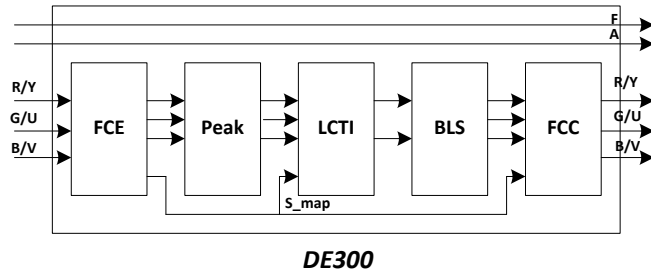 F
A
R/Y
G/U
B/V
FCE
Peak
LCTI
BLS
FCC
R/Y
G/U
B/V
S_map
DE300